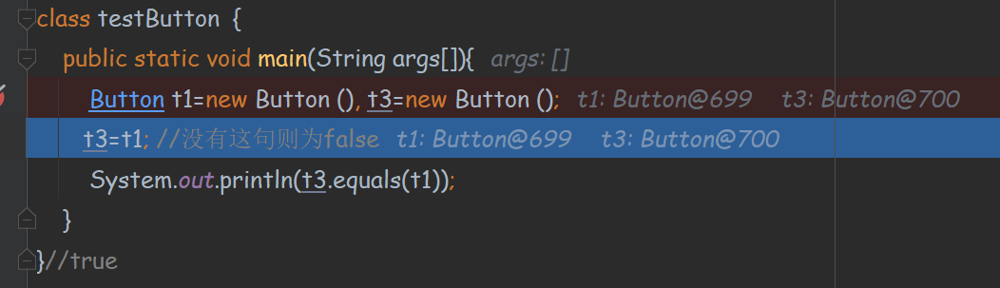 class testButton {
public static void main(String args[]){ args: []
Button t1=new Button (), t3=new Button (); t1: Button@699 t3: Button@700
t3=t1; //没有这句则为false t1: Button@699 t3: Button@700
System.out.println(t3.equals(t1));
}
}//true